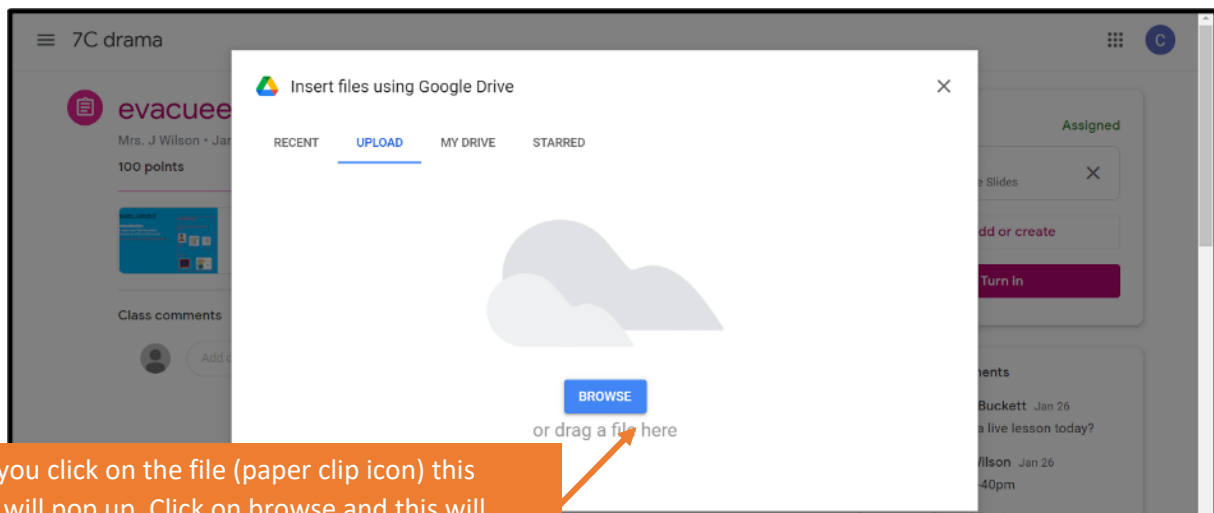 7C drama
C
Insert files using Google Drive
RECENT UPLOAD MY DRIVE STARRED
evacuee
Mrs. J Wilson • Jan
100 points
Assigned
Slides
dd or create
Turn in
Class comments
Add
BROWSE
or drag a file here
Buckett Jan 26
a live lesson today?
Wilson Jan 26
40pm
you click on the file (paper clip icon) this
will pop up. Click on browse and this will